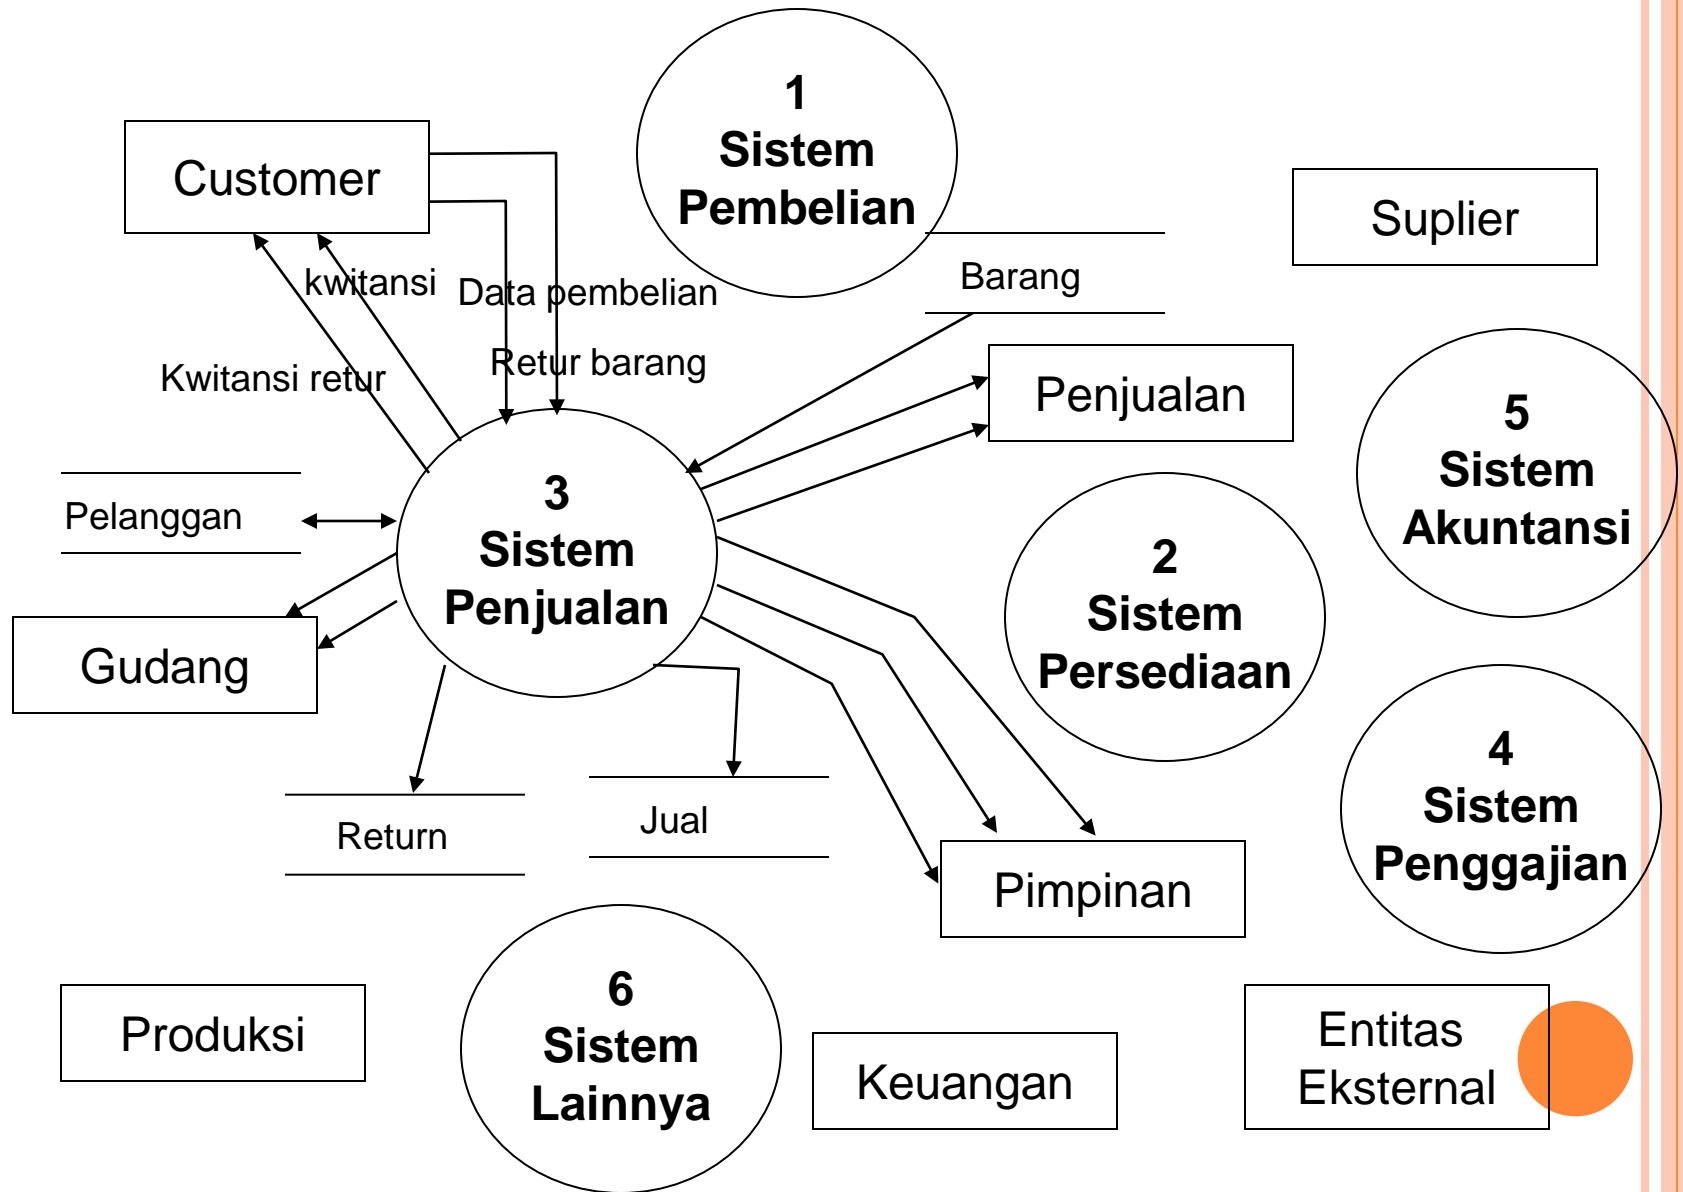 1
Sistem
Pembelian
Customer
Suplier
kwitansi
Data pembelian
Barang
Kwitansi retur
Retur barang
Penjualan
5
Sistem
Akuntansi
3
Sistem
Penjualan
Pelanggan
2
Sistem
Persediaan
Gudang
4
Sistem
Penggajian
Return
Jual
Pimpinan
6
Sistem
Lainnya
Produksi
Keuangan
Entitas
Eksternal